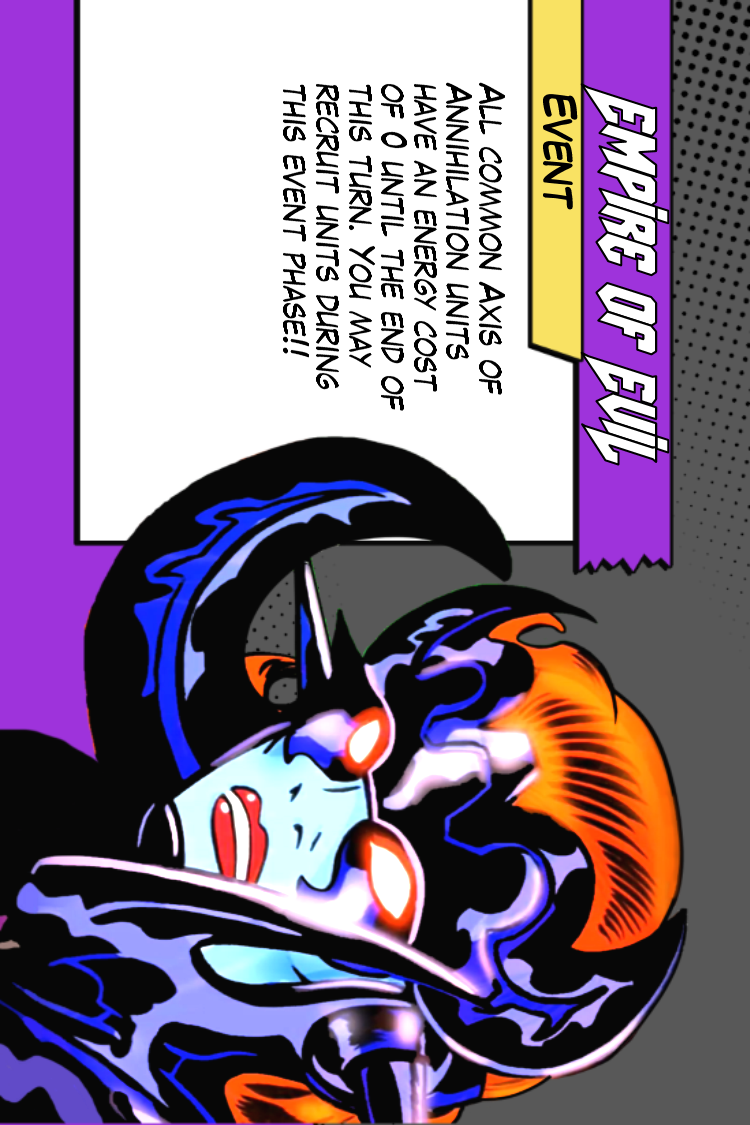 EMPIRE OF EVIL
EVENT
ALL COMMON AXIS OF
ANNIHILATION UNITS
HAVE AN ENERGY COST
OF 0 UNTIL THE END OF
THIS TURN. YOU MAY
RECRUIT UNITS DURING
THIS EVENT PHASE!!